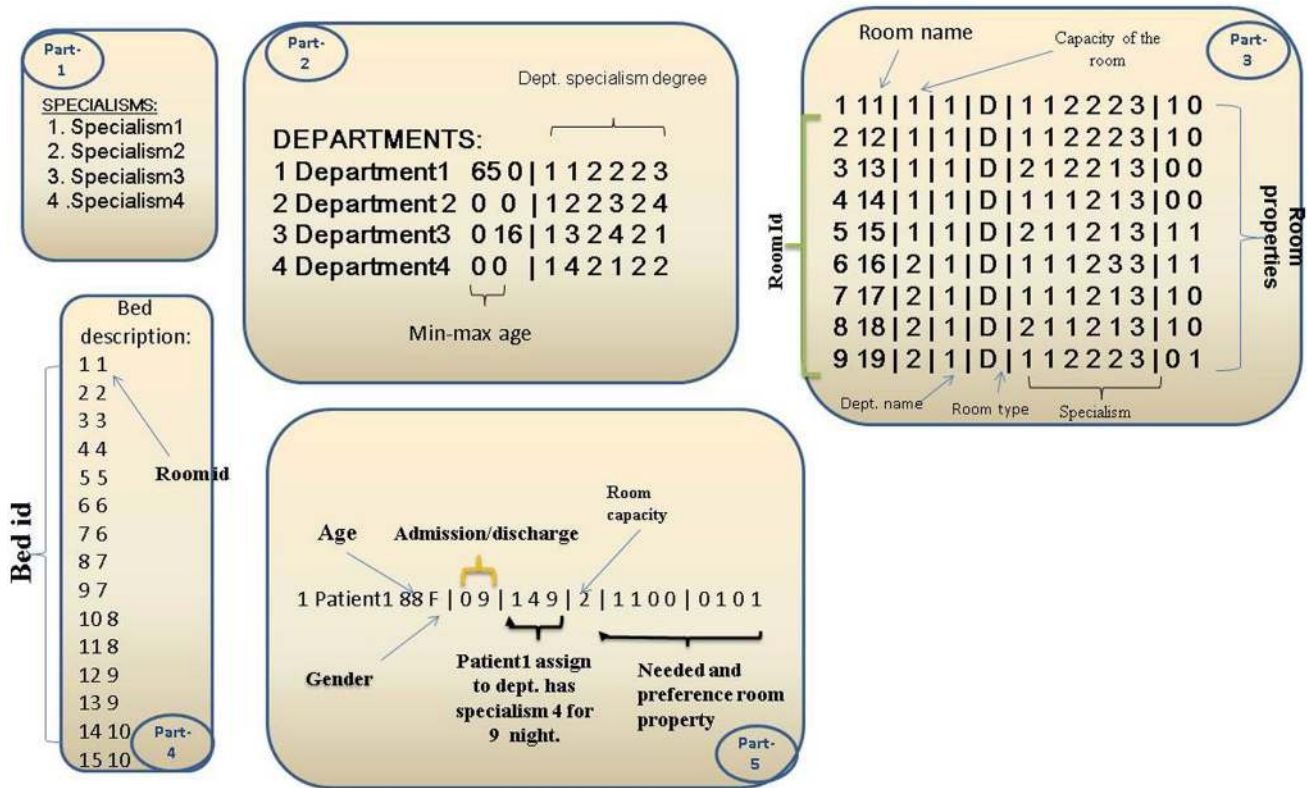 Part-
1
SPECIALISMS:
1. Specialism1
2. Specialism2
3. Specialism3
4 .Specialism4
Part-
2
Dept. specialism degree
DEPARTMENTS:
1 Department1 65 0 | 1 1 2 2 2 3
2 Department 2 0 0 | 1 2 2 3 2 4
3 Department3 0 16 | 1 3 2 4 2 1
4 Department4 0 0 | 1 4 2 1 2 2
Min-max age
Part-
3
Room name
Capacity of the
room
1 11 | 1 | 1 | D | 1 1 2 2 2 3 | 1 0
2 12 | 1 | 1 | D | 1 1 2 2 2 3 | 1 0
3 13 | 1 | 1 | D | 2 1 2 2 1 3 | 0 0
4 14 | 1 | 1 | D | 1 1 1 2 1 3 | 0 0
5 15 | 1 | 1 | D | 2 1 1 2 1 3 | 1 1
6 16 | 2 | 1 | D | 1 1 1 2 3 3 | 1 1
7 17 | 2 | 1 | D | 1 1 1 2 1 3 | 1 0
8 18 | 2 | 1 | D | 2 1 1 2 1 3 | 1 0
9 19 | 2 | 1 | D | 1 1 2 2 2 3 | 0 1
Room Id
Room
properties
Dept. name
Room type
Specialism
Bed
description:
1 1
2 2
3 3
4 4
5 5
6 6
7 6
8 7
9 7
10 8
11 8
12 9
13 9
14 10
15 10
Room id
Bed id
Part-
4
Room
capacity
Age
Admission/discharge
1 Patient1 88 F | 0 9 | 1 4 9 | 2 | 1 1 0 0 | 0 1 0 1
Gender
Patient1 assign
to dept. has
specialism 4 for
9 night.
Needed and
preference room
property
Part-
5